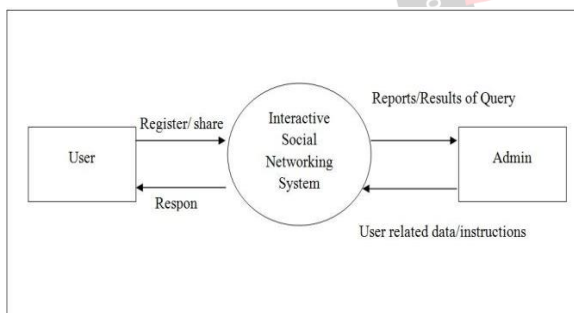 Register/ share
User
Respon
Interactive
Social
Networking
System
Reports/Results of Query
Admin
User related data/instructions